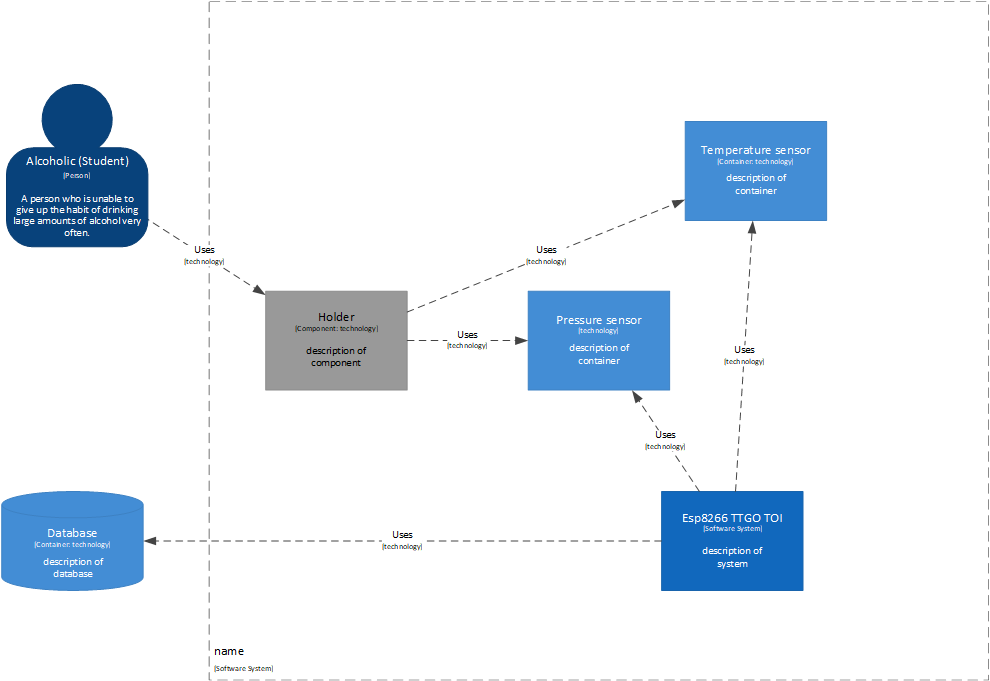 Alcoholic (Student)
[Person]
A person who is unable to
give up the habit of drinking
large amounts of alcohol very
often.
Uses
[technology]
Holder
[Component: technology]
description of
component
Uses
[technology]
Temperature sensor
[Container: technology]
description of
container
Uses
[technology]
Pressure sensor
[technology]
description of
container
Uses
[technology]
Uses
[technology]
Esp8266 TTGO TOI
[Software System]
description of
system
Uses
[technology]
Database
[Container: technology]
description of
database
name
[Software System]